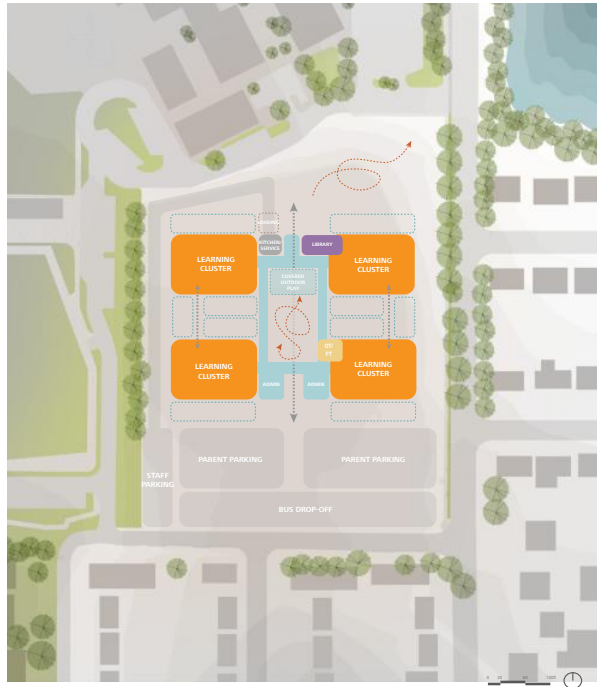 KITCHEN/
SERVICE
LIBRARY
LEARNING
CLUSTER
LEARNING
CLUSTER
COVERED
OUTDOOR
PLAY
OT/
PT
LEARNING
CLUSTER
LEARNING
CLUSTER
ADMIN
ADMIN
PARENT PARKING
PARENT PARKING
STAFF
PARKING
BUS DROP-OFF